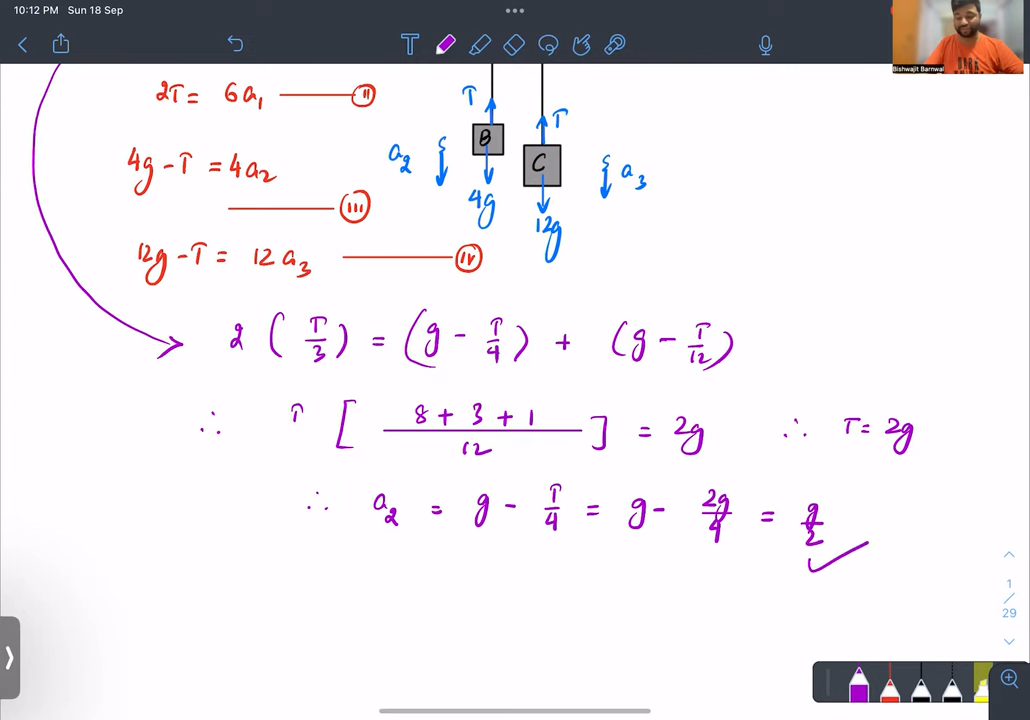 10:12 PM Sun 18 Sep
Bishwajit Barnwal
2T = 6a₁ —— (II)
T
T
B
C
a₂
a₃
4g - T = 4a₂
4g
—— (III)
12g
12g - T = 12a₃ —— (IV)
2 (T/3) = (g - T/4) + (g - T/12)
∴ T [ (8 + 3 + 1)/12 ] = 2g ∴ T = 2g
∴ a₂ = g - T/4 = g - 2g/4 = g/2
1
/
29